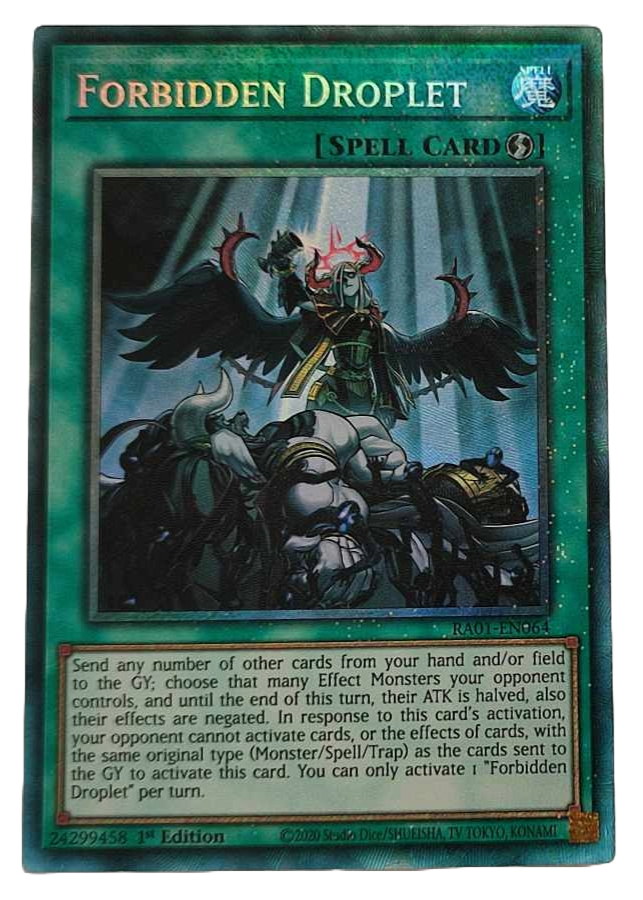 FORBIDDEN DROPLET
SPELL
魔
[SPELL CARD]
RA01-EN064
Send any number of other cards from your hand and/or field
to the GY; choose that many Effect Monsters your opponent
controls, and until the end of this turn, their ATK is halved, also
their effects are negated. In response to this card's activation,
your opponent cannot activate cards, or the effects of cards, with
the same original type (Monster/Spell/Trap) as the cards sent to
the GY to activate this card. You can only activate 1 "Forbidden
Droplet" per turn.
24299458 1st Edition ©2020 Studio Dice/SHUEISHA, TV TOKYO, KONAMI